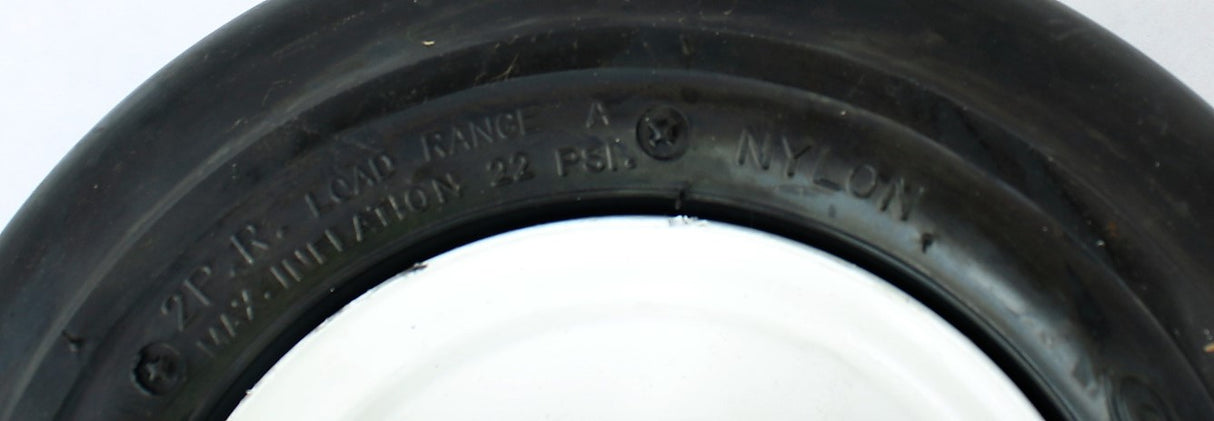 2P.R. LOAD RANGE A
MAX. INFLATION 22 PSI.
NYLON